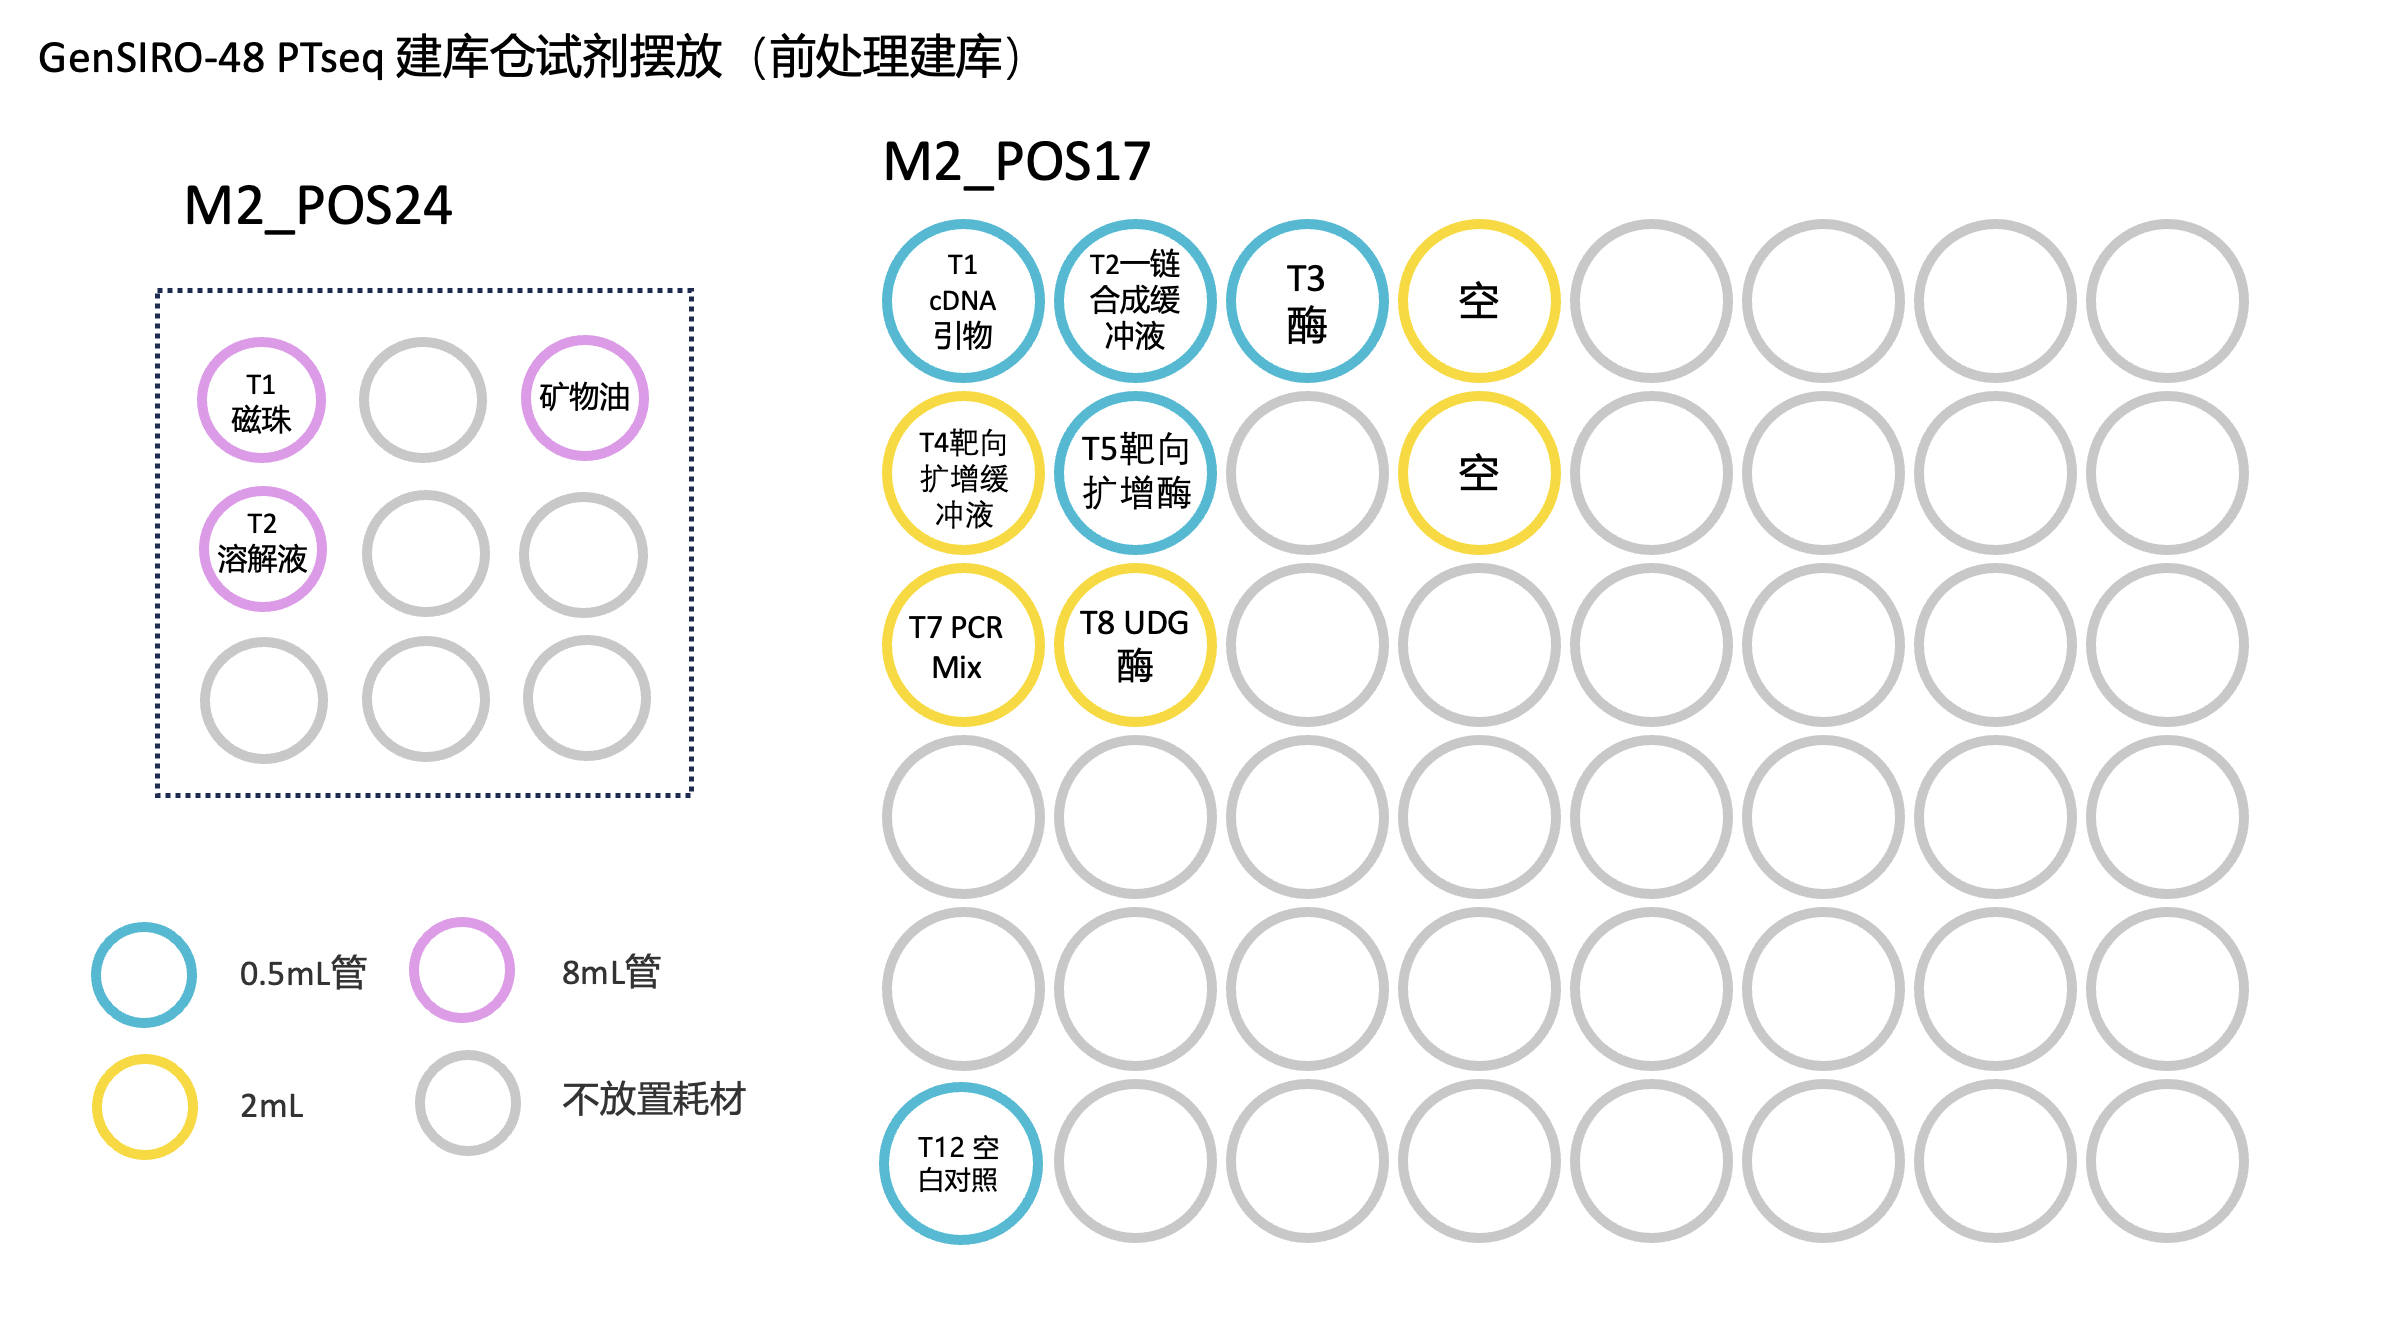 GenSIRO-48 PTseq 建库仓试剂摆放（前处理建库）
M2_POS24
T1
磁珠
矿物油
T2
溶解液
M2_POS17
T1
cDNA
引物
T2一链
合成缓
冲液
T3
酶
空
T4靶向
扩增缓
冲液
T5靶向
扩增酶
空
T7 PCR
Mix
T8 UDG
酶
T12 空
白对照
0.5mL管
8mL管
2mL
不放置耗材